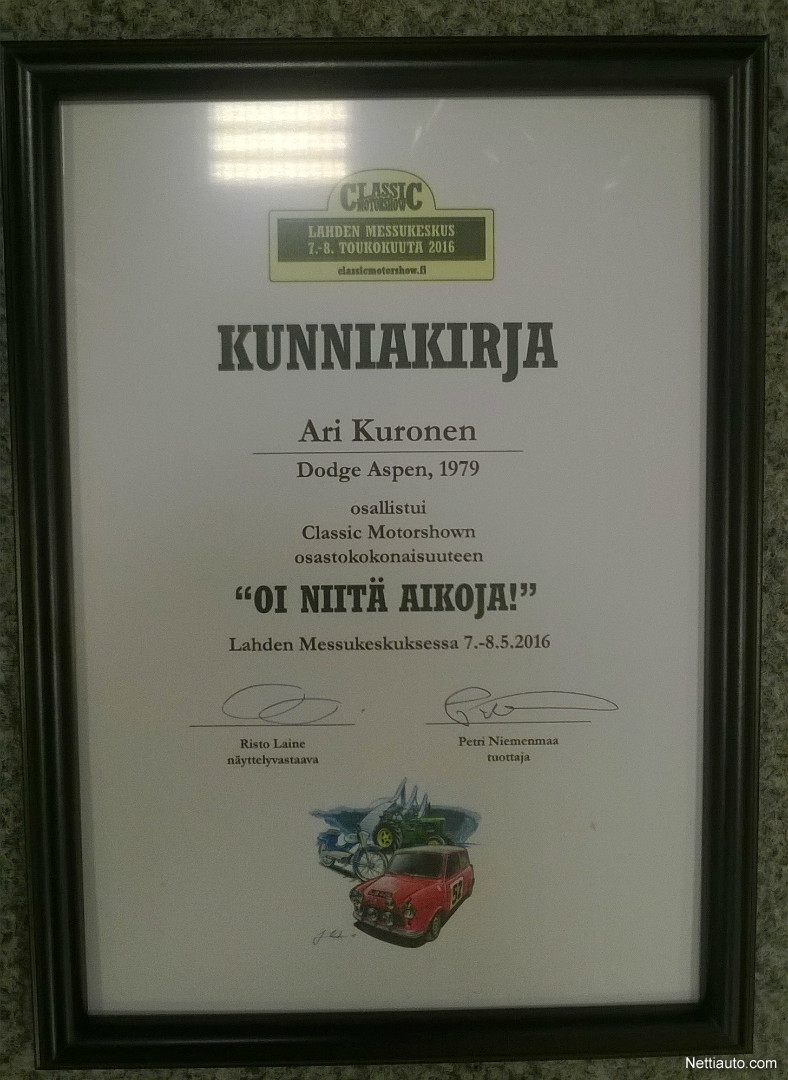 CLASSIC
MOTORSHOW
LAHDEN MESSUKESKUS
7.-8. TOUKOKUUTA 2016
classicmotorshow.fi
KUNNIAKIRJA
Ari Kuronen
Dodge Aspen, 1979
osallistui
Classic Motorshown
osastokokonaisuuteen
“OI NIITÄ AIKOJA!”
Lahden Messukeskuksessa 7.-8.5.2016
Risto Laine
näyttelyvastaava
Petri Niemenmaa
tuottaja
52
Nettiauto.com